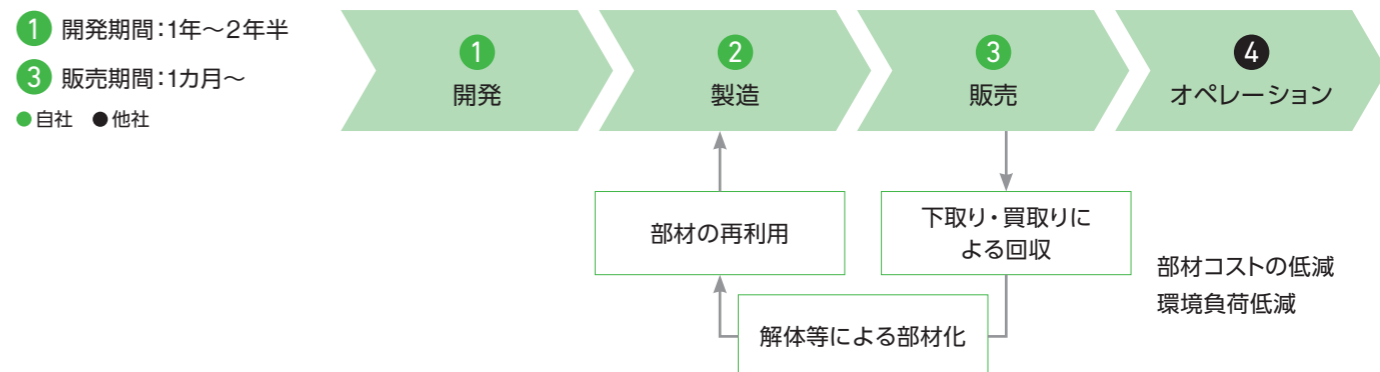 1 開発期間：1年～2年半
3 販売期間：1カ月～
●自社 ●他社
1
開発
2
製造
3
販売
4
オペレーション
部材の再利用
下取り・買取りに
よる回収
解体等による部材化
部材コストの低減
環境負荷低減